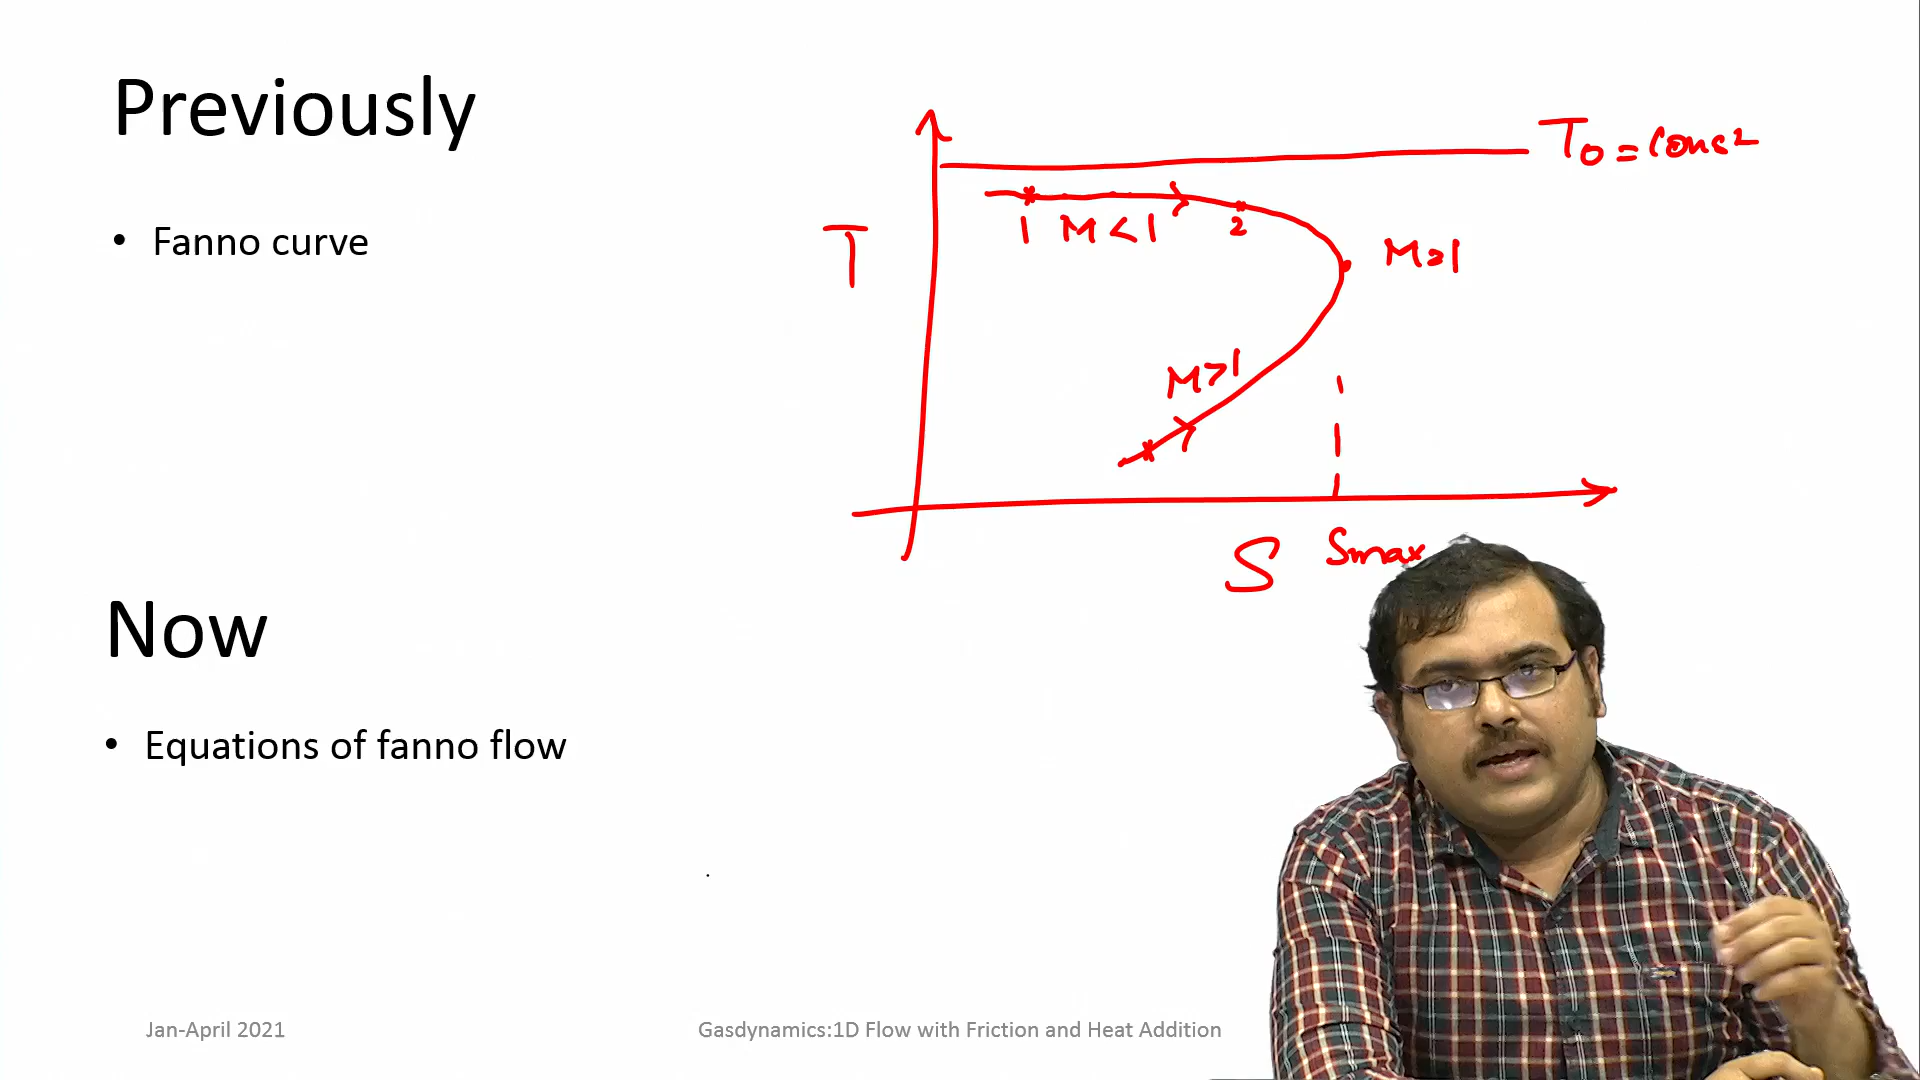 Previously
• Fanno curve
T₀ = Const
T
1 M < 1 2
M=1
M>1
S Smax
Now
• Equations of fanno flow
Jan-April 2021
Gasdynamics:1D Flow with Friction and Heat Addition